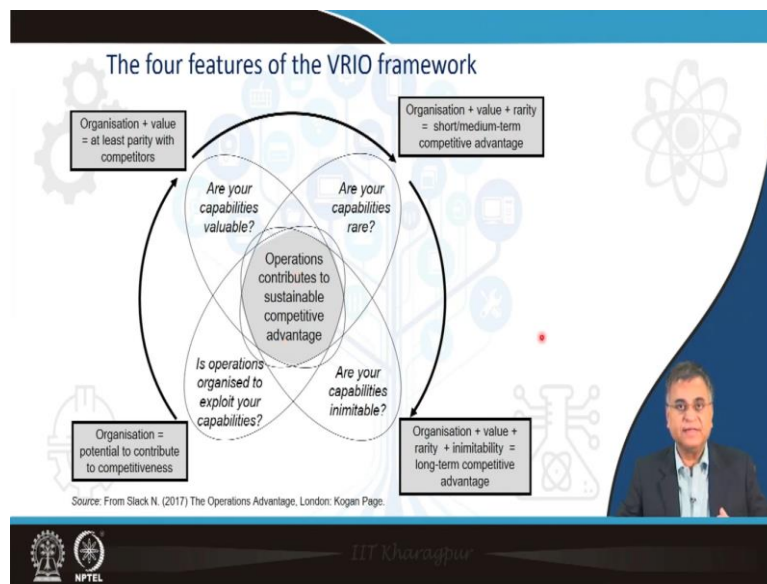 The four features of the VRIO framework
Organisation + value
= at least parity with
competitors
Organisation + value + rarity
= short/medium-term
competitive advantage
Are your
capabilities
valuable?
Are your
capabilities
rare?
Operations
contributes to
sustainable
competitive
advantage
Is operations
organised to
exploit your
capabilities?
Are your
capabilities
inimitable?
Organisation =
potential to contribute
to competitiveness
Organisation + value +
rarity + inimitability =
long-term competitive
advantage
Source: From Slack N. (2017) The Operations Advantage, London: Kogan Page.
IIT Kharagpur
NPTEL